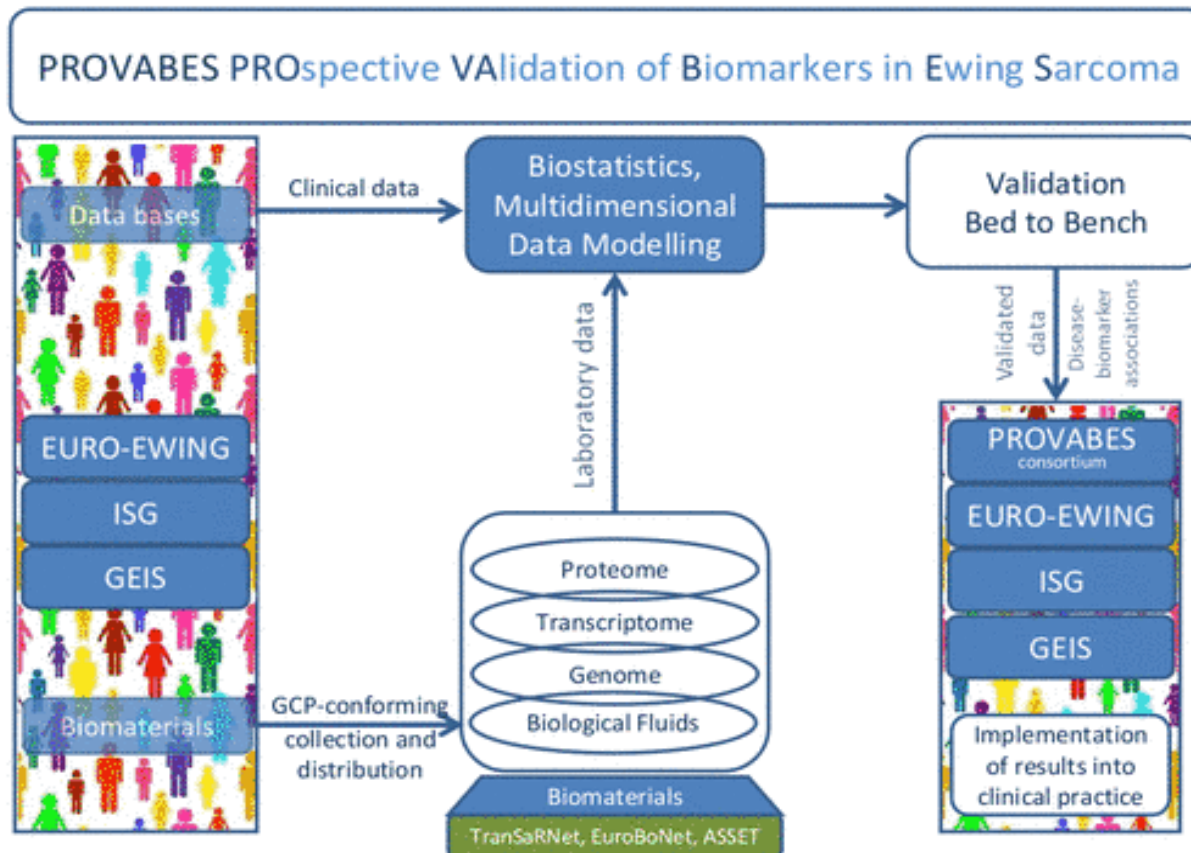 PROVABES PROspective VAlidation of Biomarkers in Ewing Sarcoma
Data bases
EURO-EWING
ISG
GEIS
Biomaterials
Clinical data
GCP-conforming
collection and
distribution
Biostatistics,
Multidimensional
Data Modelling
Laboratory data
Proteome
Transcriptome
Genome
Biological Fluids
Biomaterials
TranSaRNet, EuroBoNet, ASSET
Validation
Bed to Bench
Validated
data
Disease-
biomarker
associations
PROVABES
consortium
EURO-EWING
ISG
GEIS
Implementation
of results into
clinical practice